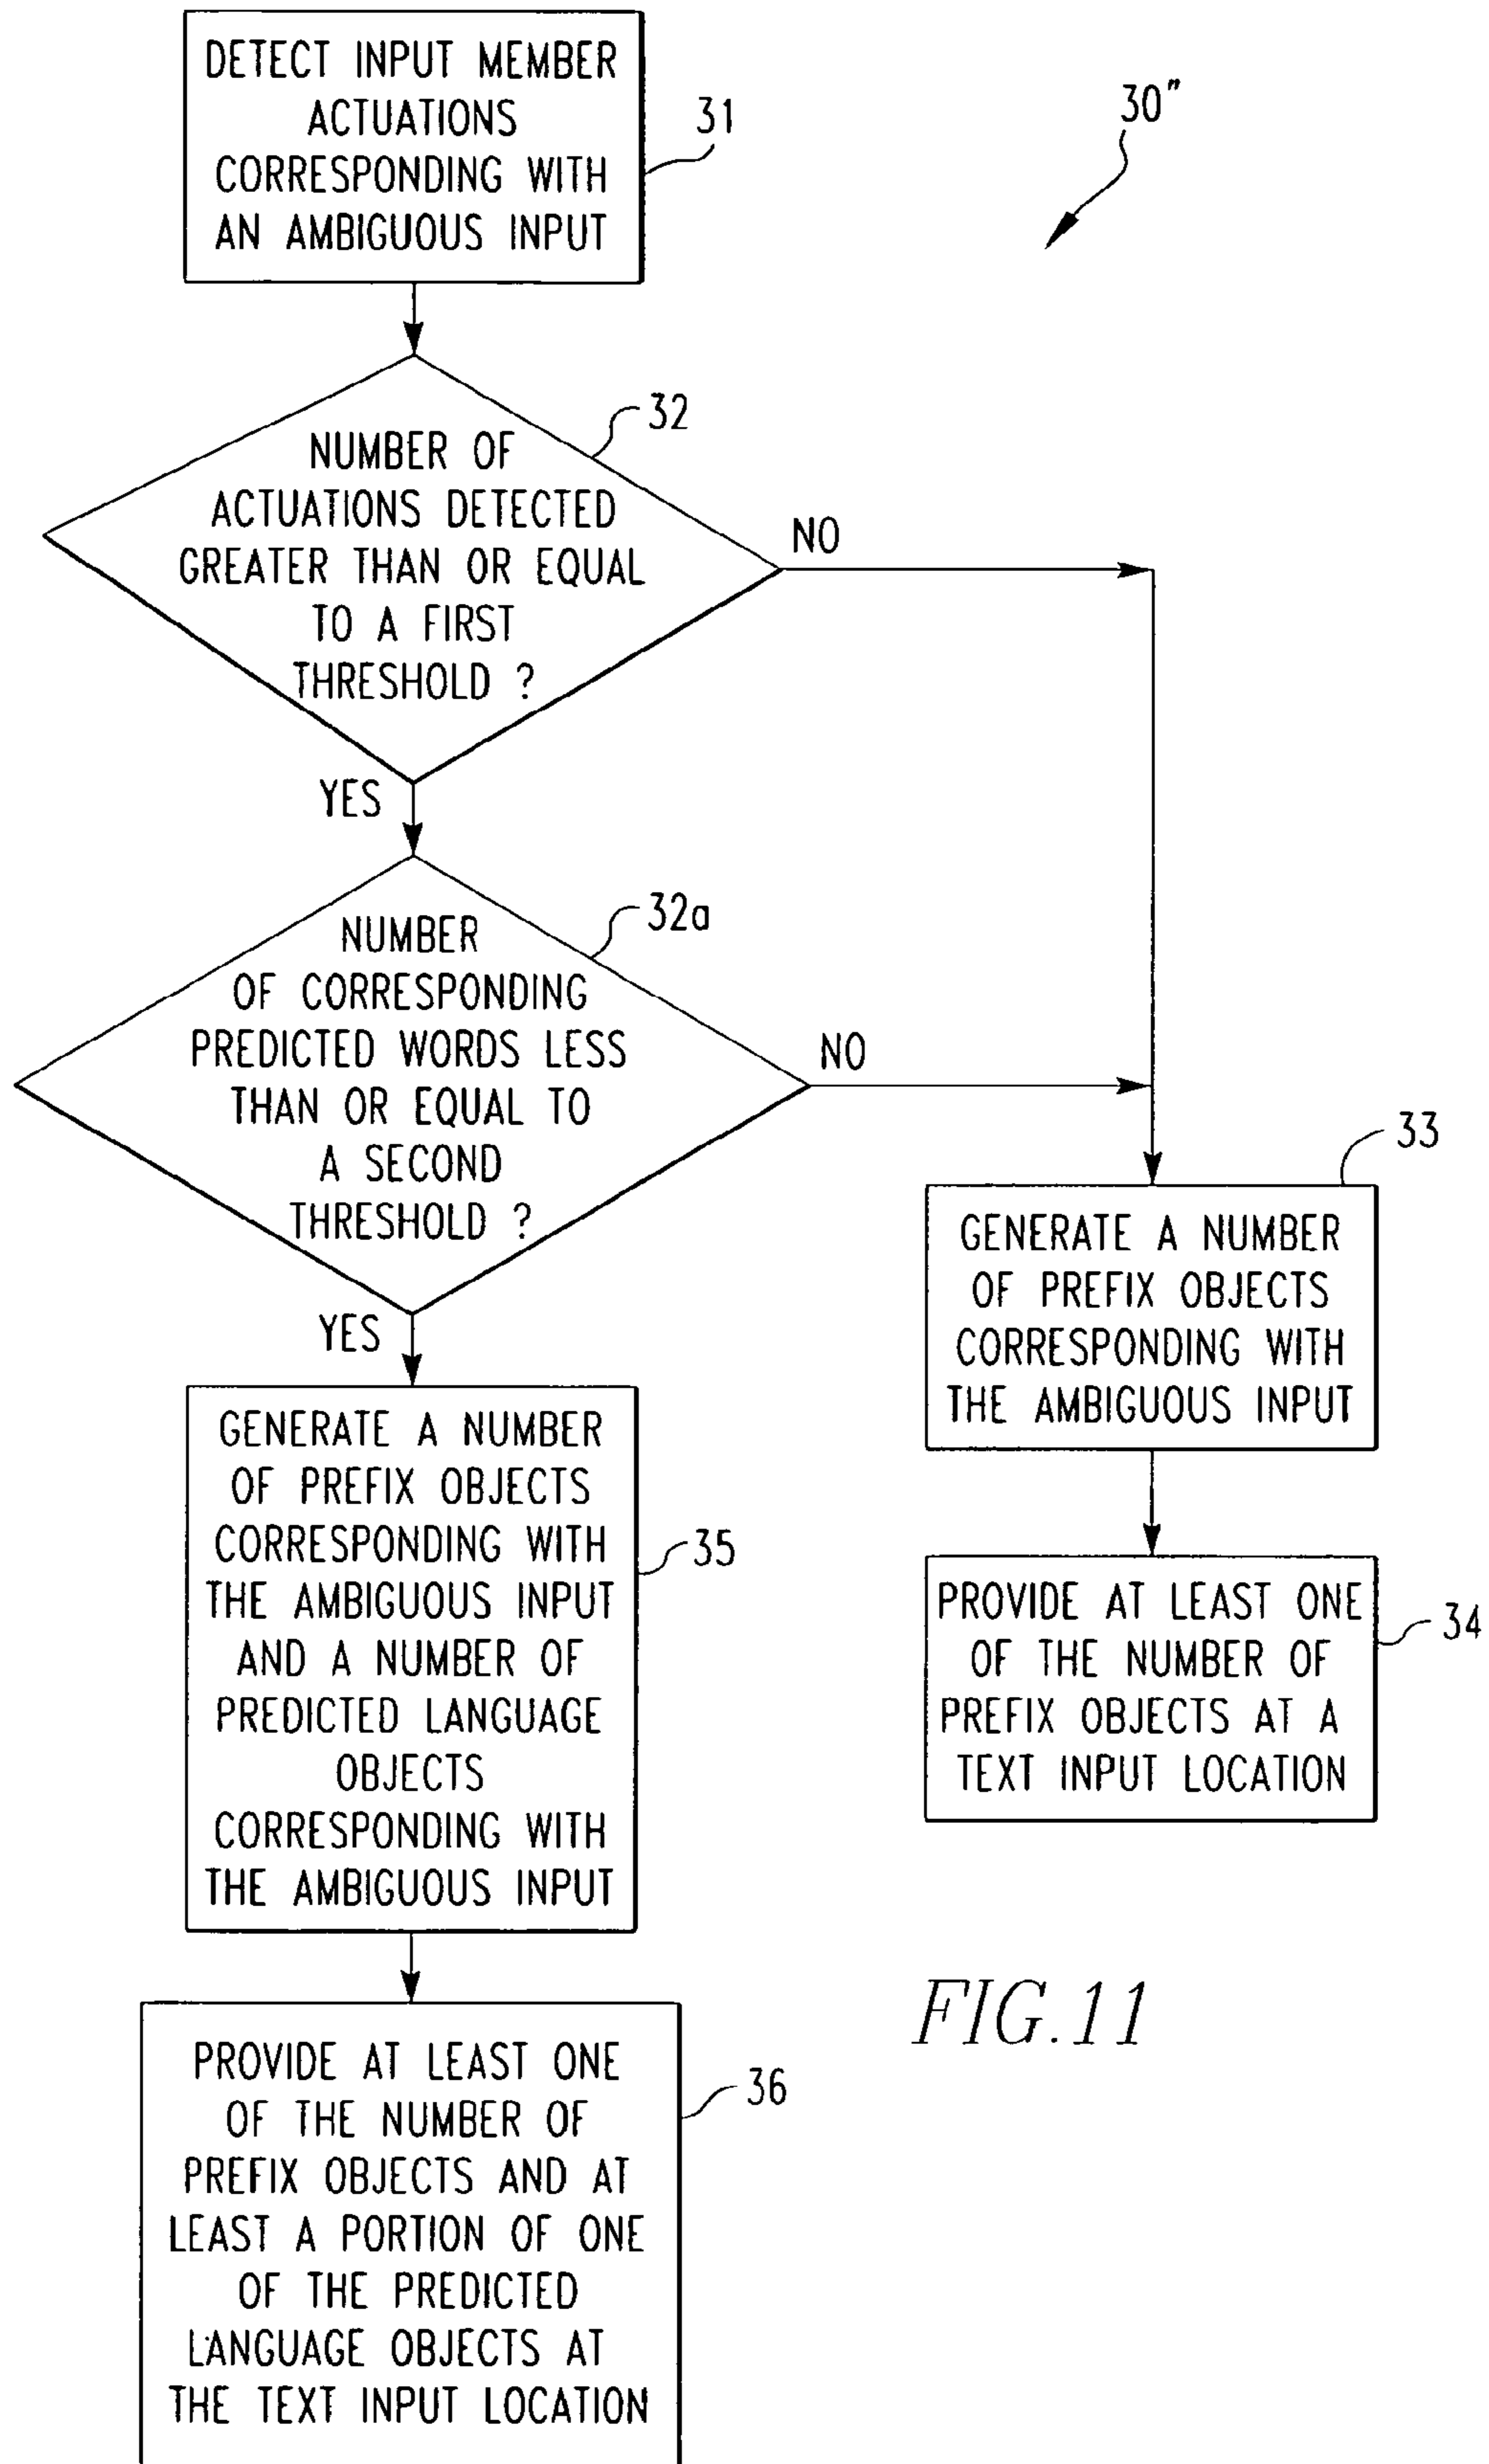 DETECT INPUT MEMBER
ACTUATIONS
CORRESPONDING WITH
AN AMBIGUOUS INPUT
31
30"
32
NUMBER OF
ACTUATIONS DETECTED
GREATER THAN OR EQUAL
TO A FIRST
THRESHOLD ?
NO
YES
32a
NUMBER
OF CORRESPONDING
PREDICTED WORDS LESS
THAN OR EQUAL TO
A SECOND
THRESHOLD ?
NO
YES
33
GENERATE A NUMBER
OF PREFIX OBJECTS
CORRESPONDING WITH
THE AMBIGUOUS INPUT
34
PROVIDE AT LEAST ONE
OF THE NUMBER OF
PREFIX OBJECTS AT A
TEXT INPUT LOCATION
GENERATE A NUMBER
OF PREFIX OBJECTS
CORRESPONDING WITH
THE AMBIGUOUS INPUT
AND A NUMBER OF
PREDICTED LANGUAGE
OBJECTS
CORRESPONDING WITH
THE AMBIGUOUS INPUT
35
PROVIDE AT LEAST ONE
OF THE NUMBER OF
PREFIX OBJECTS AND AT
LEAST A PORTION OF ONE
OF THE PREDICTED
LANGUAGE OBJECTS AT
THE TEXT INPUT LOCATION
36
FIG.11